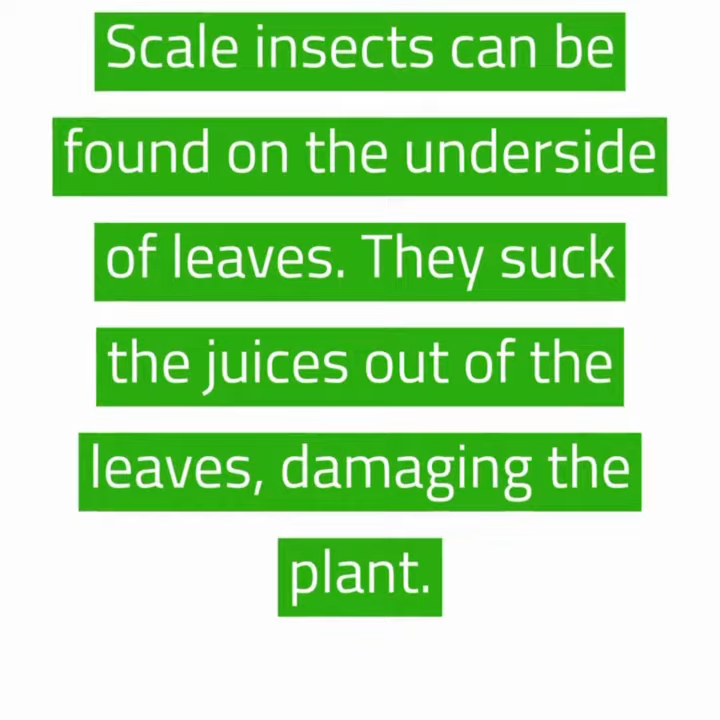 Scale insects can be
found on the underside
of leaves. They suck
the juices out of the
leaves, damaging the
plant.